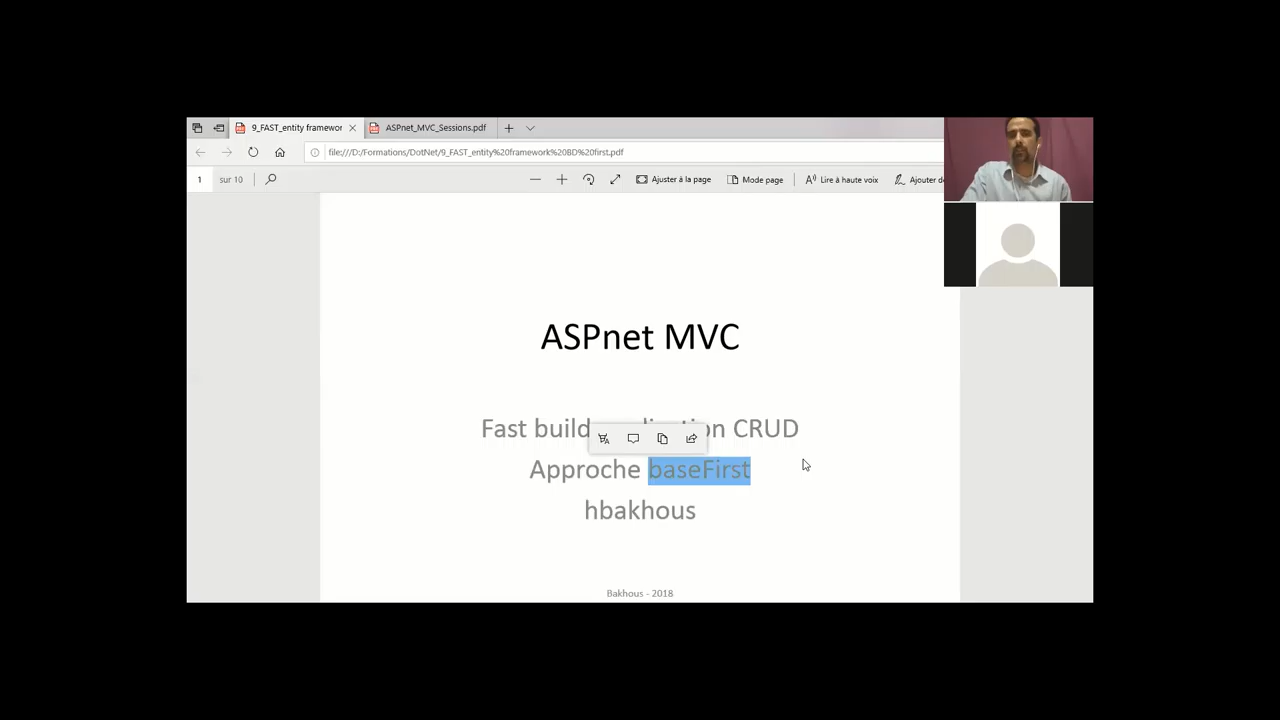 9_FAST_entity framewor
ASPnet_MVC_Sessions.pdf
file:///D:/Formations/DotNet/9_FAST_entity%20framework%20BD%20first.pdf
1 sur 10
Ajuster à la page
Mode page
Lire à haute voix
Ajouter
ASPnet MVC
Fast build CRUD
Approche baseFirst
hbakhous
Bakhous - 2018